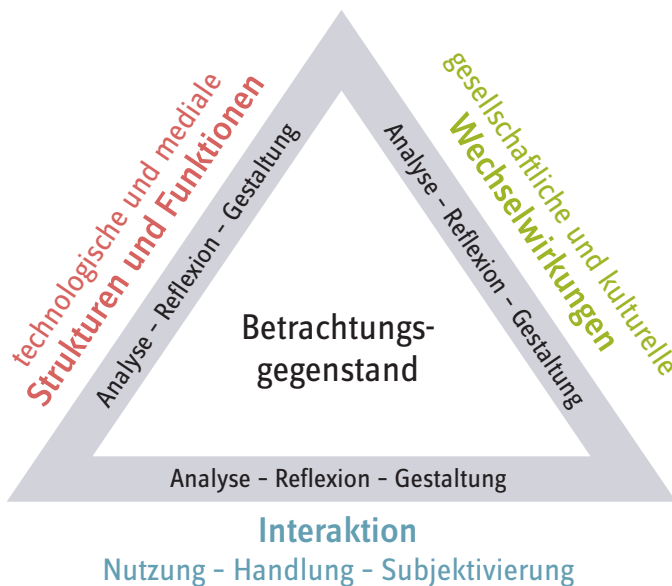 technologische und mediale
Strukturen und Funktionen
Analyse – Reflexion – Gestaltung
gesellschaftliche und kulturelle
Wechselwirkungen
Analyse – Reflexion – Gestaltung
Betrachtungs-
gegenstand
Analyse – Reflexion – Gestaltung
Interaktion
Nutzung – Handlung – Subjektivierung